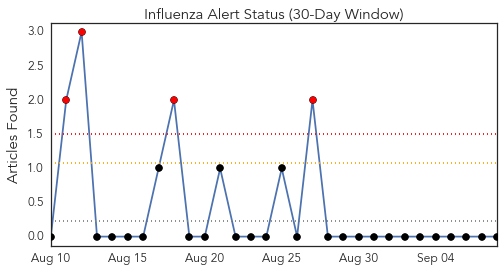 Influenza Alert Status (30-Day Window)
Articles Found
3.0
2.5
2.0
1.5
1.0
0.5
0.0
Aug 10 Aug 15 Aug 20 Aug 25 Aug 30 Sep 04